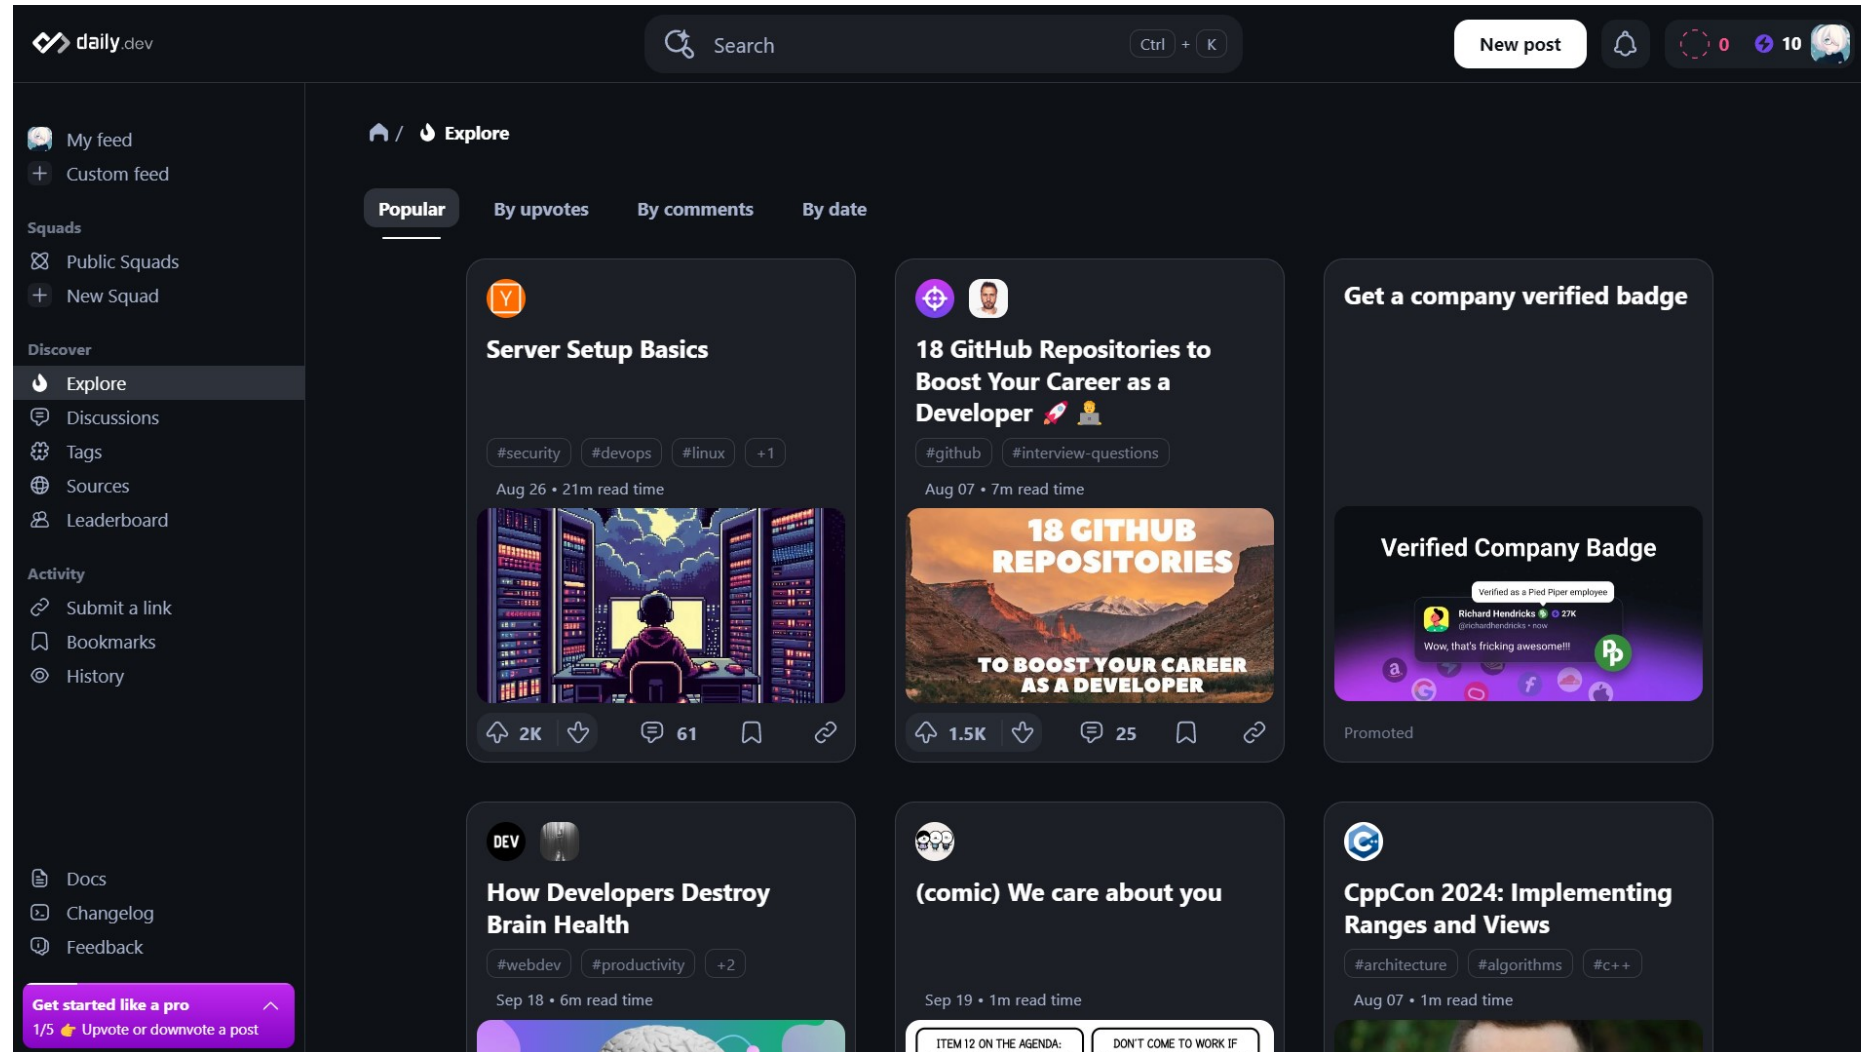 daily.dev
Search
Ctrl + K
New post
0
10
My feed
Custom feed
Squads
Public Squads
New Squad
Discover
Explore
Discussions
Tags
Sources
Leaderboard
Activity
Submit a link
Bookmarks
History
Docs
Changelog
Feedback
Get started like a pro
1/5 👉 Upvote or downvote a post
/ Explore
Popular By upvotes By comments By date
Y
Server Setup Basics
#security #devops #linux +1
Aug 26 • 21m read time
2K 61
18 GitHub Repositories to
Boost Your Career as a
Developer 🚀 🧑‍💻
#github #interview-questions
Aug 07 • 7m read time
18 GITHUB
REPOSITORIES
TO BOOST YOUR CAREER
AS A DEVELOPER
1.5K 25
Get a company verified badge
Verified Company Badge
Verified as a Pied Piper employee
Richard Hendricks 27K
@richardhendricks • now
Wow, that's fricking awesome!!!
Promoted
DEV
How Developers Destroy
Brain Health
#webdev #productivity +2
Sep 18 • 6m read time
(comic) We care about you
Sep 19 • 1m read time
ITEM 12 ON THE AGENDA:
DON'T COME TO WORK IF
C++
CppCon 2024: Implementing
Ranges and Views
#architecture #algorithms #c++
Aug 07 • 1m read time